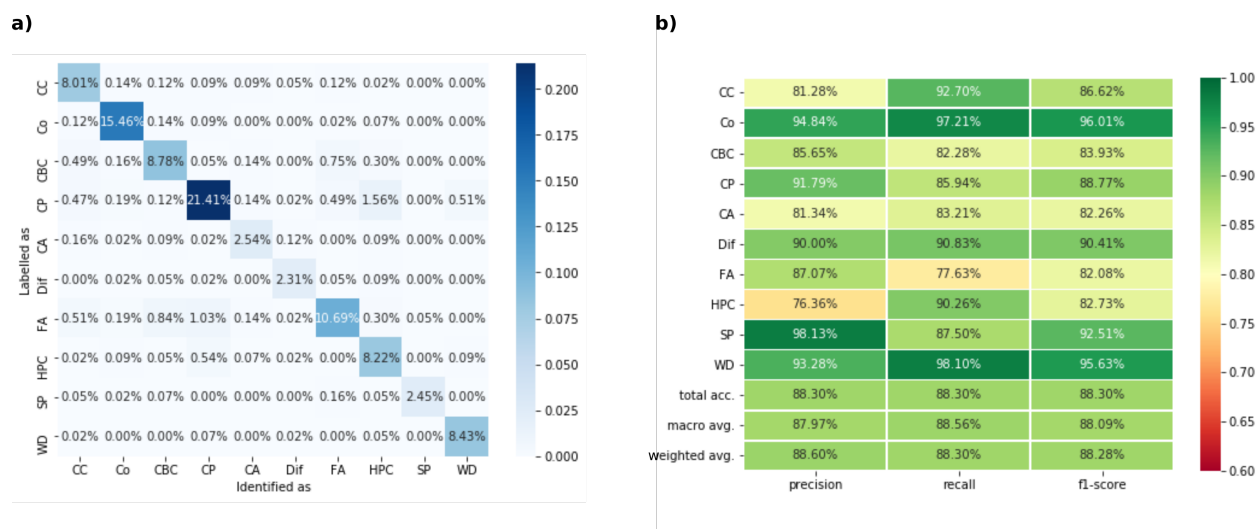 a)
CC 8.01% 0.14% 0.12% 0.09% 0.09% 0.05% 0.12% 0.02% 0.00% 0.00%
Co 0.12% 15.46% 0.14% 0.09% 0.00% 0.00% 0.02% 0.07% 0.00% 0.00%
CBC 0.49% 0.16% 8.78% 0.05% 0.14% 0.00% 0.75% 0.30% 0.00% 0.00%
CP 0.47% 0.19% 0.12% 21.41% 0.14% 0.02% 0.49% 1.56% 0.00% 0.51%
CA 0.16% 0.02% 0.09% 0.02% 2.54% 0.12% 0.00% 0.09% 0.00% 0.00%
Dif 0.00% 0.02% 0.05% 0.02% 0.00% 2.31% 0.05% 0.09% 0.00% 0.00%
FA 0.51% 0.19% 0.84% 1.03% 0.14% 0.02% 10.69% 0.30% 0.05% 0.00%
HPC 0.02% 0.09% 0.05% 0.54% 0.07% 0.02% 0.00% 8.22% 0.00% 0.09%
SP 0.05% 0.02% 0.07% 0.00% 0.00% 0.00% 0.16% 0.05% 2.45% 0.00%
WD 0.02% 0.00% 0.00% 0.07% 0.00% 0.02% 0.00% 0.05% 0.00% 8.43%
CC Co CBC CP CA Dif FA HPC SP WD
Identified as
Labelled as
0.200
0.175
0.150
0.125
0.100
0.075
0.050
0.025
0.000
b)
CC 81.28% 92.70% 86.62%
Co 94.84% 97.21% 96.01%
CBC 85.65% 82.28% 83.93%
CP 91.79% 85.94% 88.77%
CA 81.34% 83.21% 82.26%
Dif 90.00% 90.83% 90.41%
FA 87.07% 77.63% 82.08%
HPC 76.36% 90.26% 82.73%
SP 98.13% 87.50% 92.51%
WD 93.28% 98.10% 95.63%
total acc. 88.30% 88.30% 88.30%
macro avg. 87.97% 88.56% 88.09%
weighted avg. 88.60% 88.30% 88.28%
precision recall f1-score
1.00
0.95
0.90
0.85
0.80
0.75
0.70
0.65
0.60